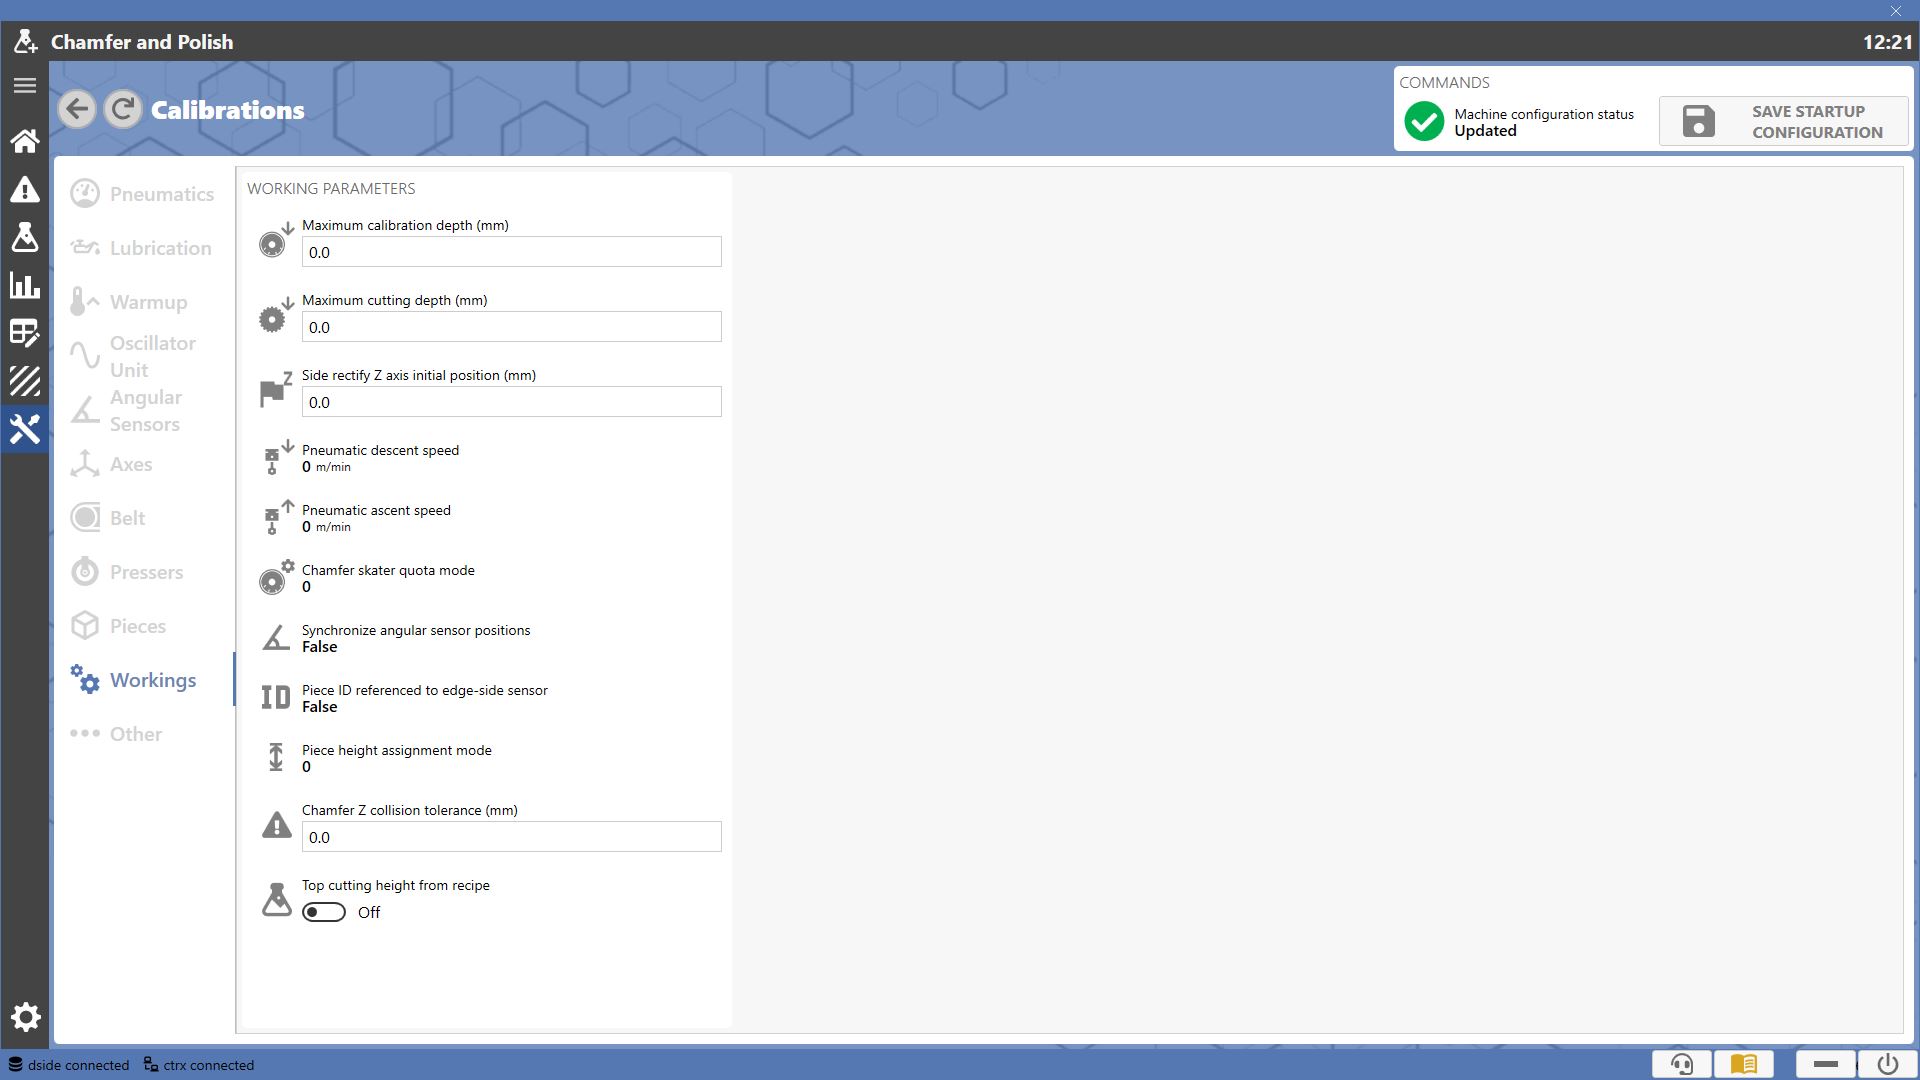 Chamfer and Polish
12:21
Calibrations
COMMANDS
Machine configuration status
Updated
SAVE STARTUP
CONFIGURATION
Pneumatics
Lubrication
Warmup
Oscillator
Unit
Angular
Sensors
Axes
Belt
Pressers
Pieces
Workings
Other
WORKING PARAMETERS
Maximum calibration depth (mm)
0.0
Maximum cutting depth (mm)
0.0
Z
Side rectify Z axis initial position (mm)
0.0
Pneumatic descent speed
0 m/min
Pneumatic ascent speed
0 m/min
Chamfer skater quota mode
0
Synchronize angular sensor positions
False
ID
Piece ID referenced to edge-side sensor
False
Piece height assignment mode
0
Chamfer Z collision tolerance (mm)
0.0
Top cutting height from recipe
Off
dside connected
ctrx connected